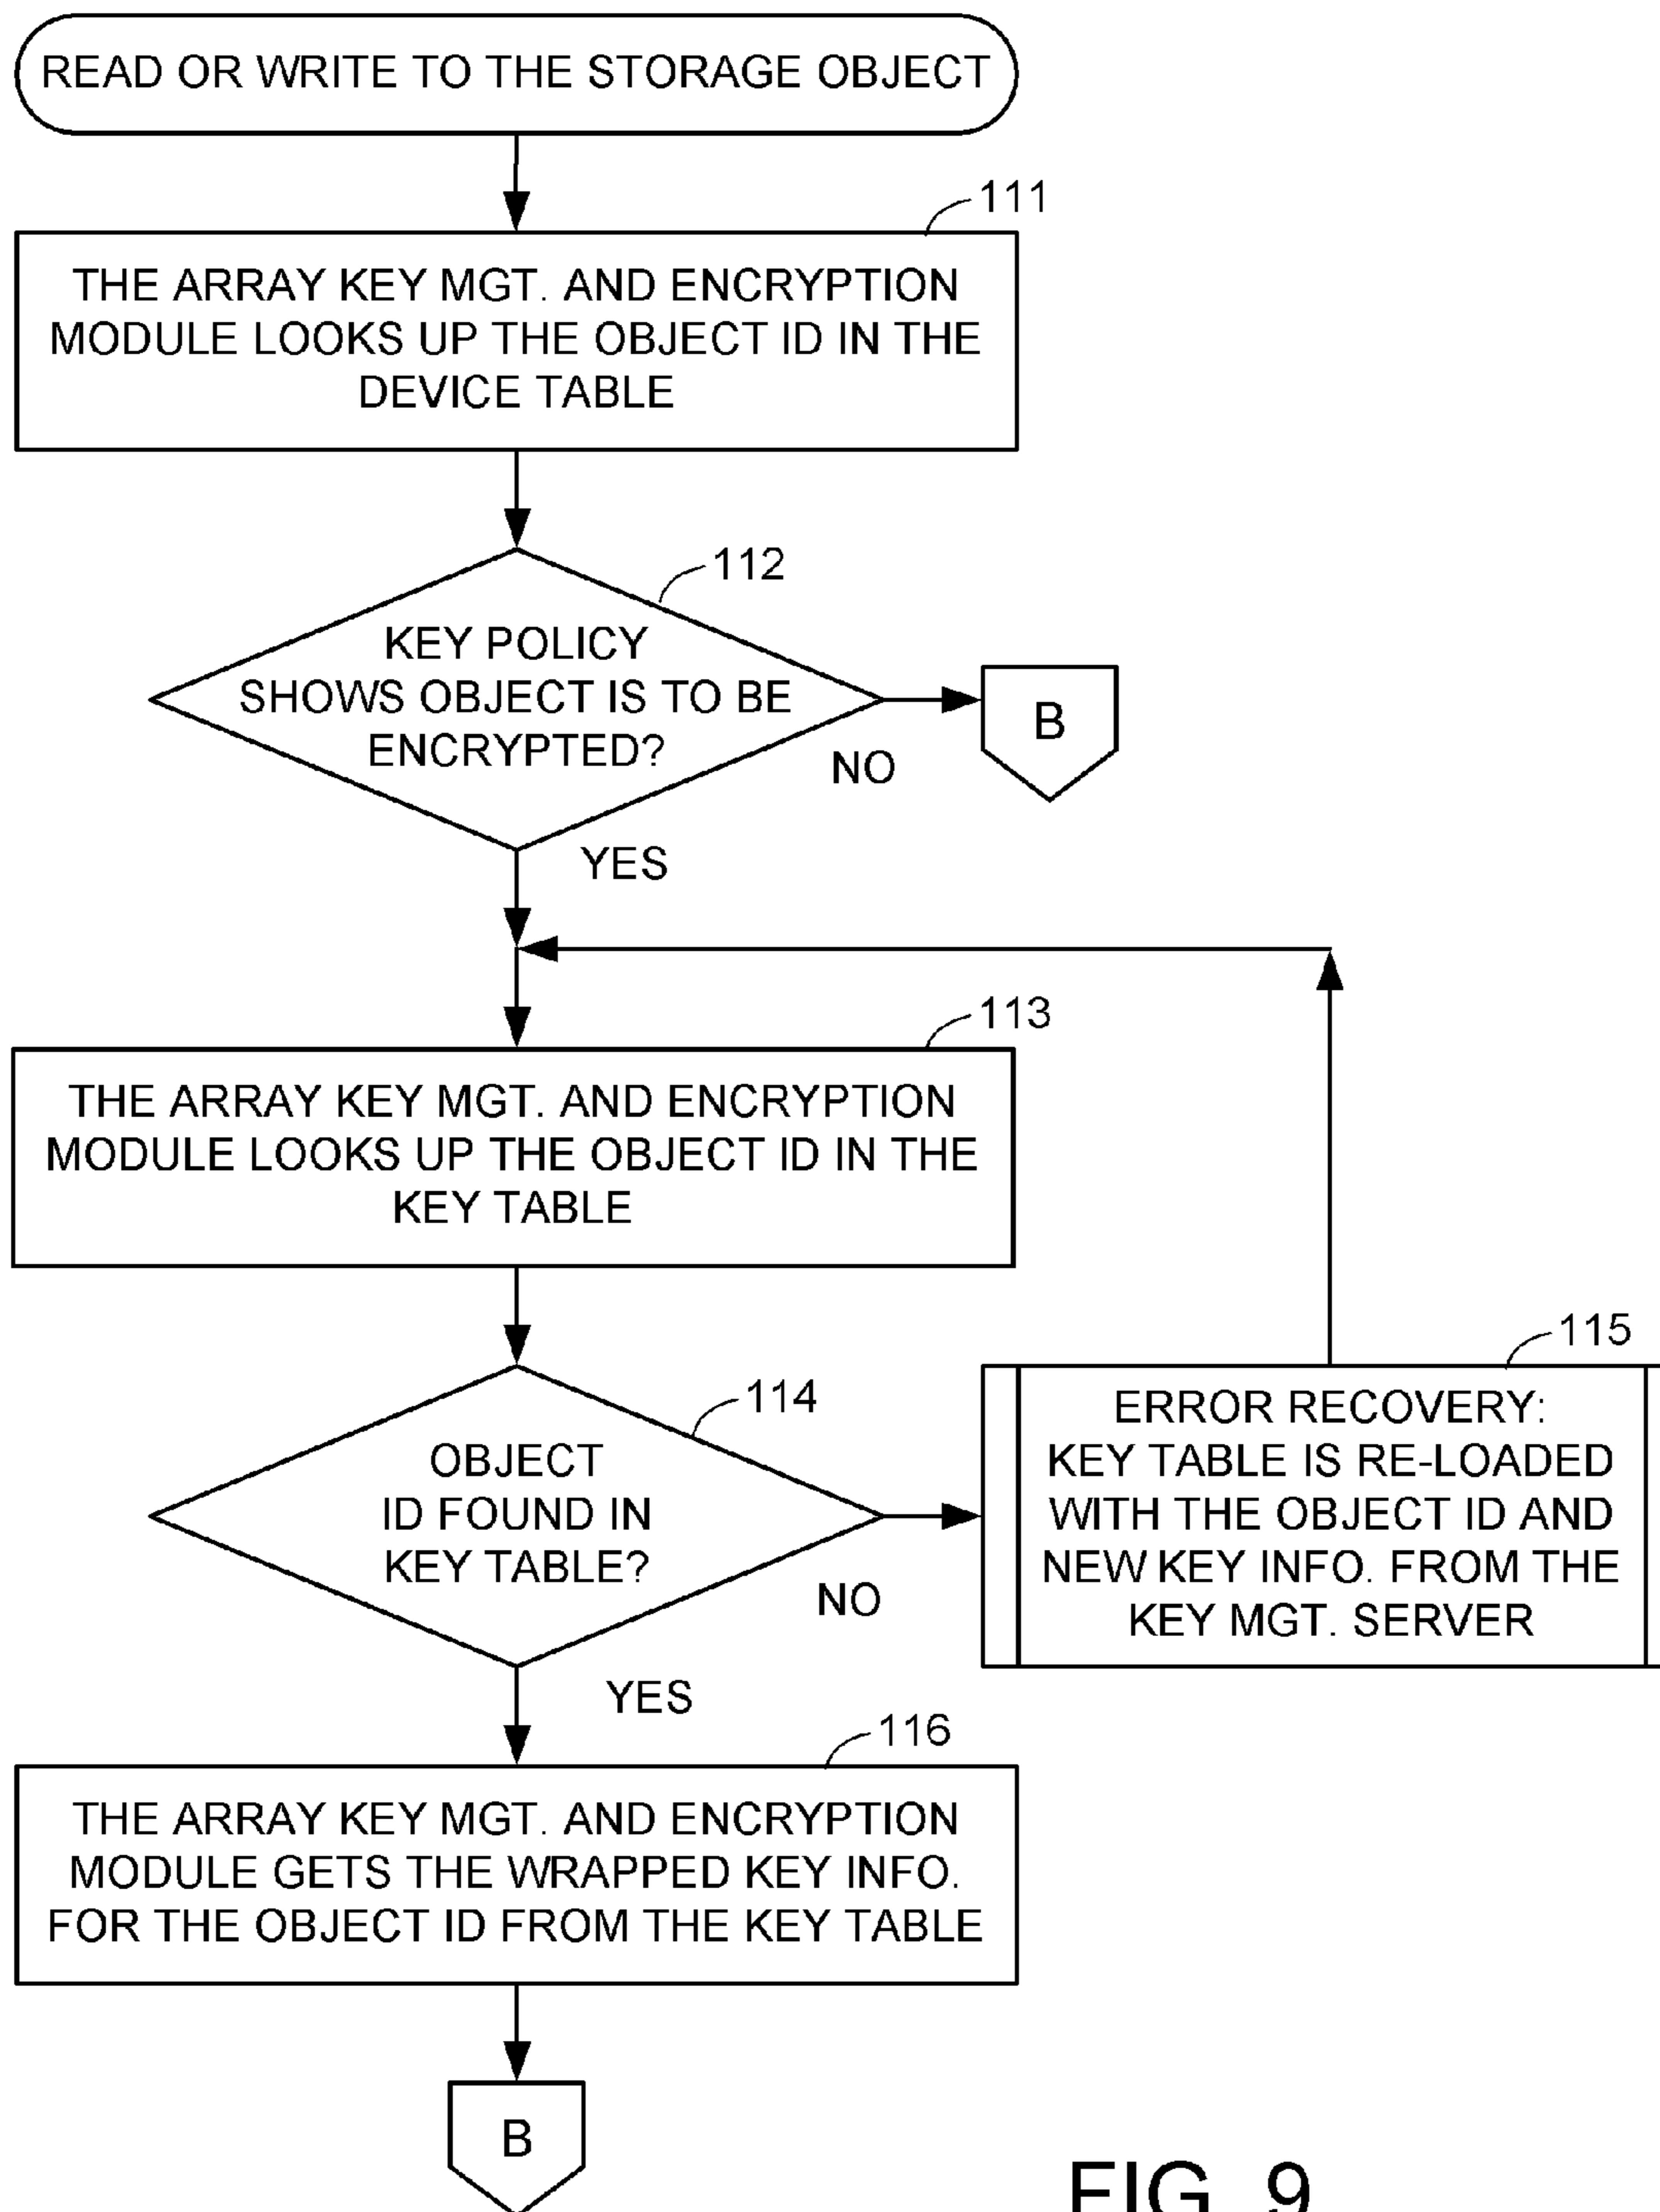 READ OR WRITE TO THE STORAGE OBJECT
111
THE ARRAY KEY MGT. AND ENCRYPTION
MODULE LOOKS UP THE OBJECT ID IN THE
DEVICE TABLE
112
KEY POLICY
SHOWS OBJECT IS TO BE
ENCRYPTED?
B
NO
YES
113
THE ARRAY KEY MGT. AND ENCRYPTION
MODULE LOOKS UP THE OBJECT ID IN THE
KEY TABLE
114
OBJECT
ID FOUND IN
KEY TABLE?
NO
115
ERROR RECOVERY:
KEY TABLE IS RE-LOADED
WITH THE OBJECT ID AND
NEW KEY INFO. FROM THE
KEY MGT. SERVER
YES
116
THE ARRAY KEY MGT. AND ENCRYPTION
MODULE GETS THE WRAPPED KEY INFO.
FOR THE OBJECT ID FROM THE KEY TABLE
B
FIG. 9